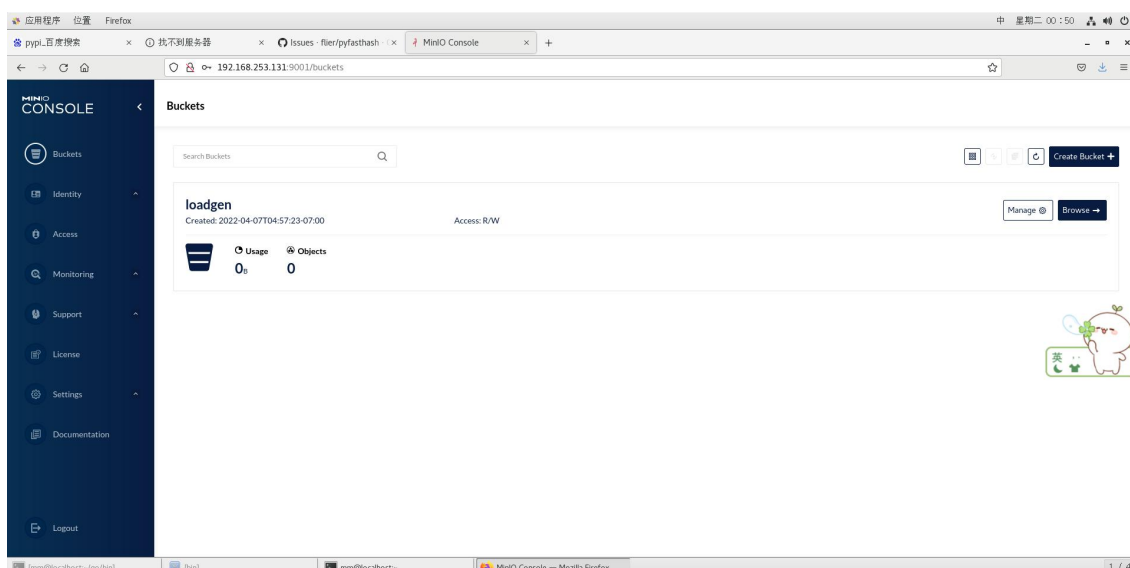 应用程序 位置 Firefox 中 星期二 00:50
pypi_百度搜索 × 找不到服务器 × Issues · flier/pyfasthash · × MinIO Console × +
192.168.253.131:9001/buckets
MINIO
CONSOLE
Buckets
Identity
Access
Monitoring
Support
License
Settings
Documentation
Logout
Buckets
Search Buckets
Create Bucket +
loadgen
Created: 2022-04-07T04:57:23-07:00 Access: R/W
Manage Browse →
Usage Objects
0B 0
英
MinIO Console — Mozilla Firefox 1 / 4